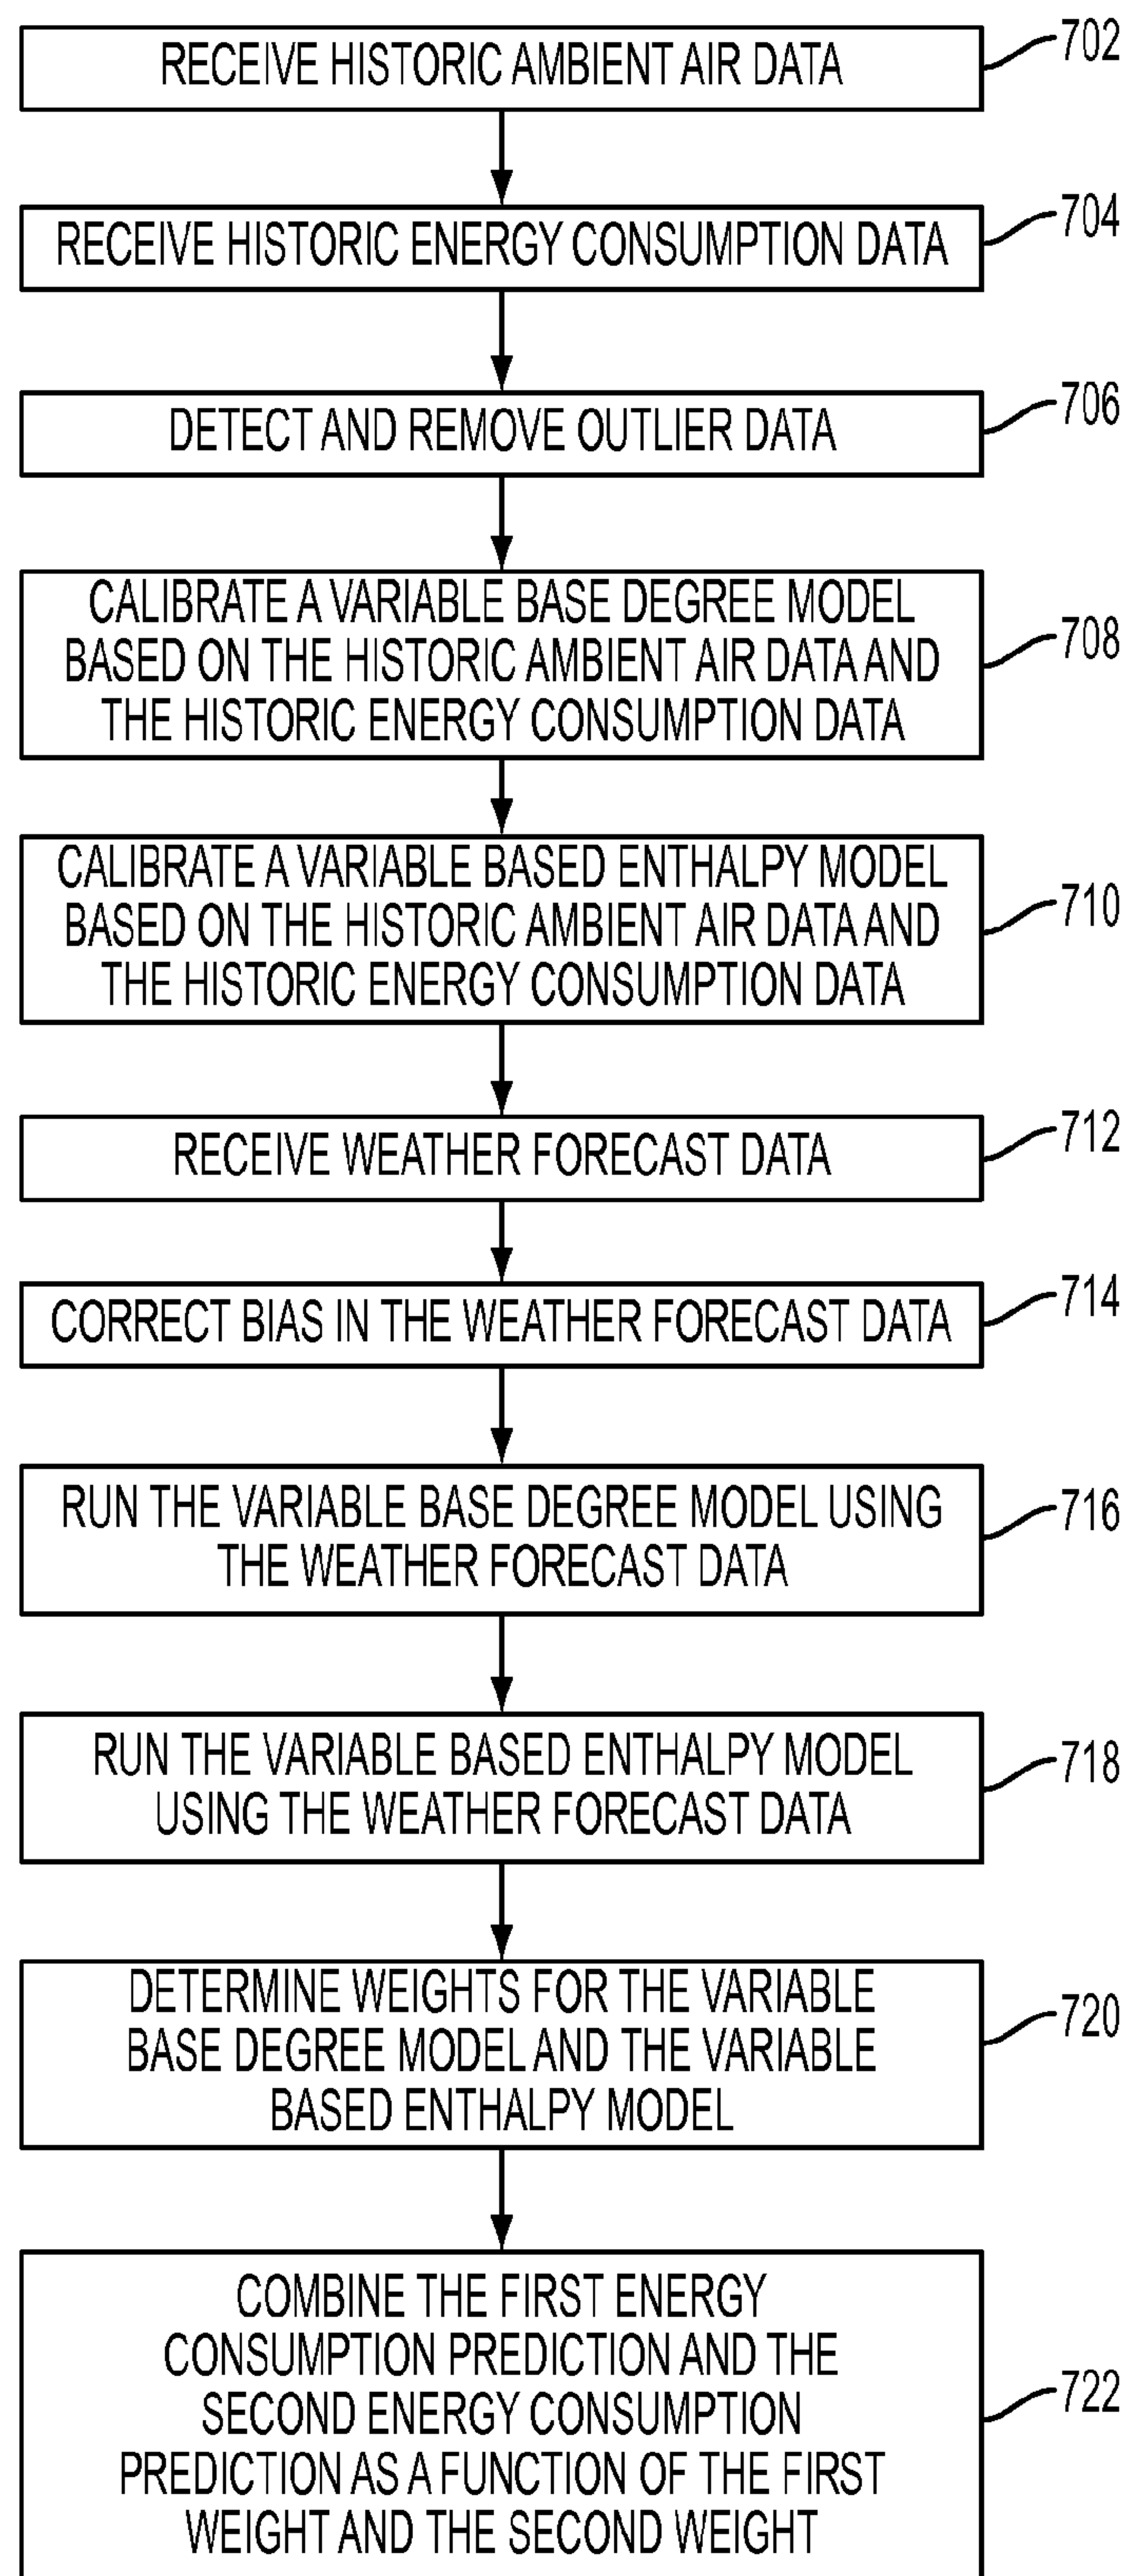 RECEIVE HISTORIC AMBIENT AIR DATA
702
RECEIVE HISTORIC ENERGY CONSUMPTION DATA
704
DETECT AND REMOVE OUTLIER DATA
706
CALIBRATE A VARIABLE BASE DEGREE MODEL
BASED ON THE HISTORIC AMBIENT AIR DATA AND
THE HISTORIC ENERGY CONSUMPTION DATA
708
CALIBRATE A VARIABLE BASED ENTHALPY MODEL
BASED ON THE HISTORIC AMBIENT AIR DATA AND
THE HISTORIC ENERGY CONSUMPTION DATA
710
RECEIVE WEATHER FORECAST DATA
712
CORRECT BIAS IN THE WEATHER FORECAST DATA
714
RUN THE VARIABLE BASE DEGREE MODEL USING
THE WEATHER FORECAST DATA
716
RUN THE VARIABLE BASED ENTHALPY MODEL
USING THE WEATHER FORECAST DATA
718
DETERMINE WEIGHTS FOR THE VARIABLE
BASE DEGREE MODEL AND THE VARIABLE
BASED ENTHALPY MODEL
720
COMBINE THE FIRST ENERGY
CONSUMPTION PREDICTION AND THE
SECOND ENERGY CONSUMPTION
PREDICTION AS A FUNCTION OF THE FIRST
WEIGHT AND THE SECOND WEIGHT
722